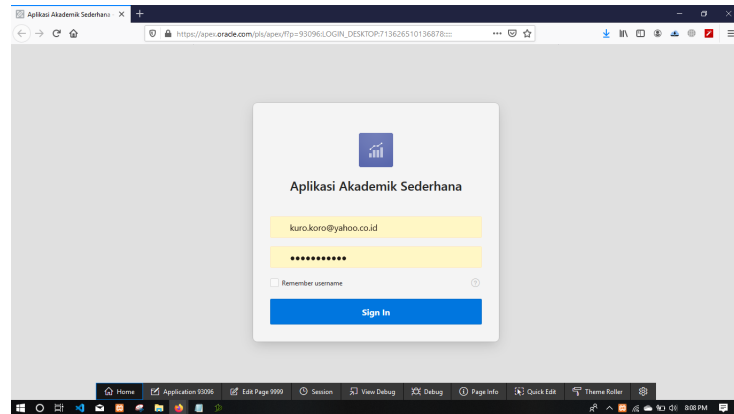 Aplikasi Akademik Sederhana
https://apex.oracle.com/pls/apex/f?p=93096:LOGIN_DESKTOP:713626510136878:::::
Aplikasi Akademik Sederhana
kuro.koro@yahoo.co.id
Remember username
Sign In
Home Application 93096 Edit Page 9999 Session View Debug Debug Page Info Quick Edit Theme Roller
8:08 PM